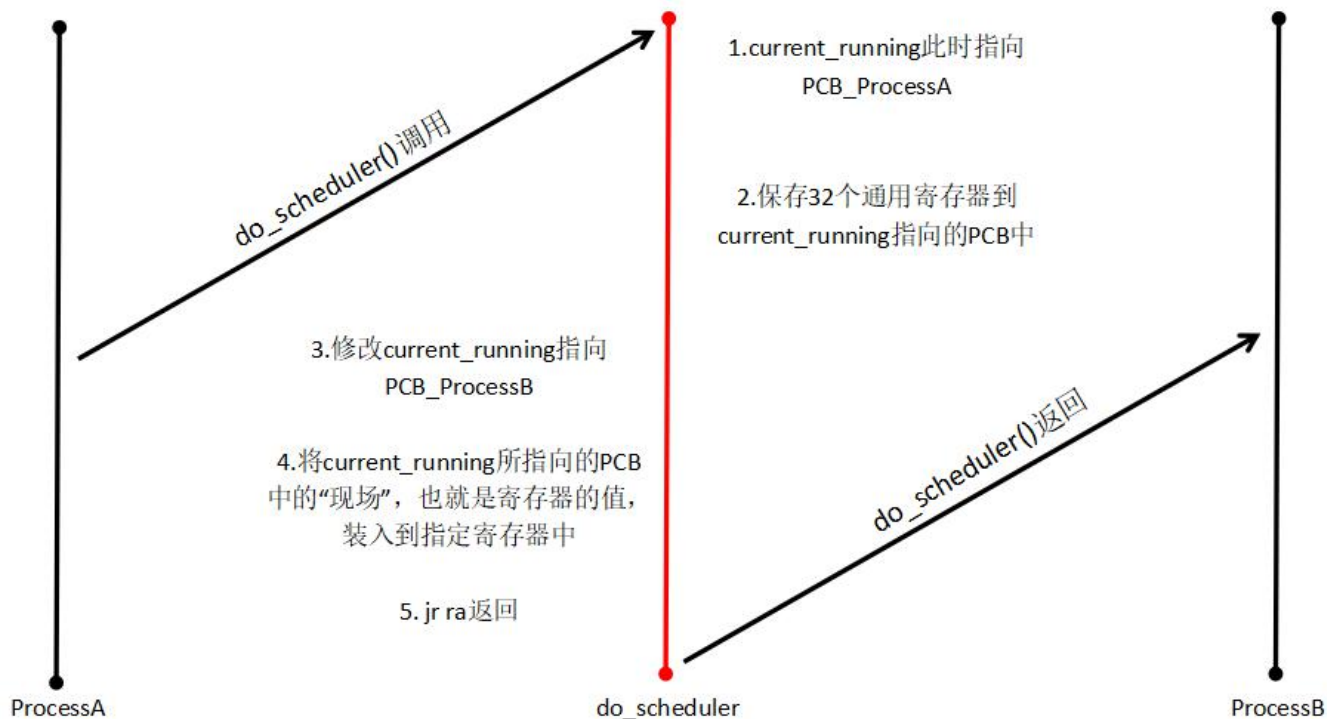 1.current_running此时指向
PCB_ProcessA
do_scheduler()调用
2.保存32个通用寄存器到
current_running指向的PCB中
3.修改current_running指向
PCB_ProcessB
4.将current_running所指向的PCB
中的“现场”，也就是寄存器的值，
装入到指定寄存器中
do_scheduler()返回
5. jr ra返回
ProcessA
do_scheduler
ProcessB